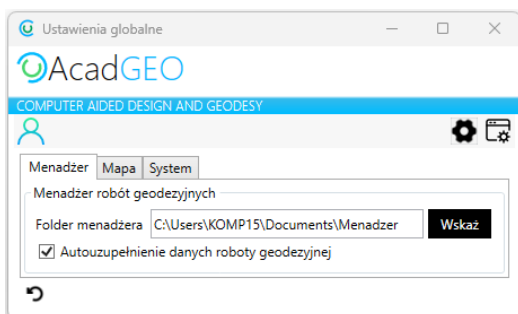 Ustawienia globalne
AcadGEO
COMPUTER AIDED DESIGN AND GEODESY
Menadżer Mapa System
Menadżer robót geodezyjnych
Folder menadżera C:\Users\KOMP15\Documents\Menadzer Wskaż
Autouzupełnienie danych roboty geodezyjnej